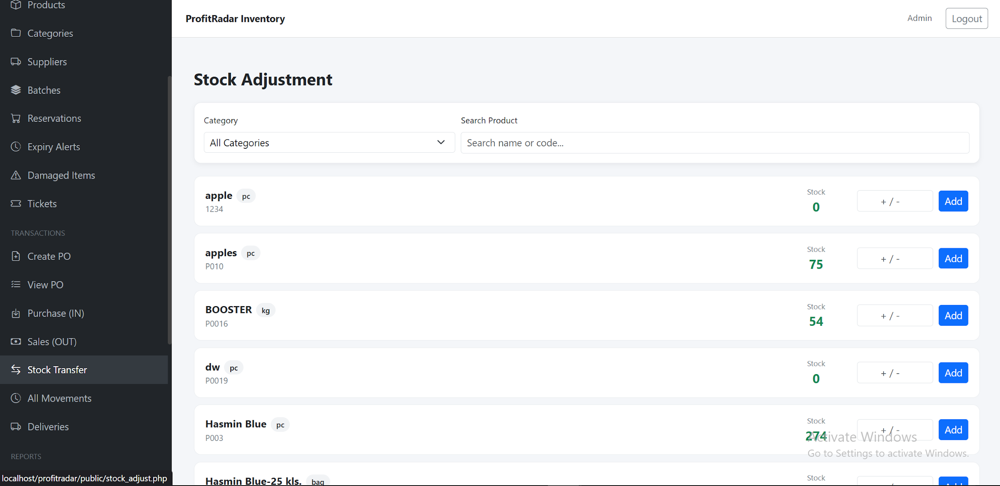 Products
Categories
Suppliers
Batches
Reservations
Expiry Alerts
Damaged Items
Tickets
TRANSACTIONS
Create PO
View PO
Purchase (IN)
Sales (OUT)
Stock Transfer
All Movements
Deliveries
REPORTS
localhost/profitradar/public/stock_adjust.php
ProfitRadar Inventory
Admin
Logout
Stock Adjustment
Category
Search Product
All Categories
Search name or code...
apple pc
1234
Stock
0
+ / -
Add
apples pc
P010
Stock
75
+ / -
Add
BOOSTER kg
P0016
Stock
54
+ / -
Add
dw pc
P0019
Stock
0
+ / -
Add
Hasmin Blue pc
P003
Stock
274
+ / -
Add
Activate Windows
Go to Settings to activate Windows.
Hasmin Blue-25 kls. bag
Stock
Add